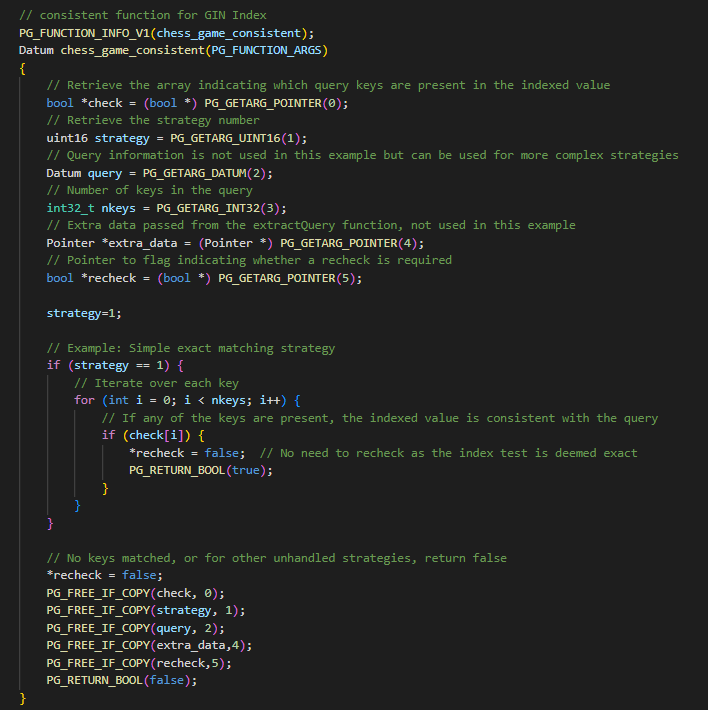 // consistent function for GIN Index
PG_FUNCTION_INFO_V1(chess_game_consistent);
Datum chess_game_consistent(PG_FUNCTION_ARGS)
{
    // Retrieve the array indicating which query keys are present in the indexed value
    bool *check = (bool *) PG_GETARG_POINTER(0);
    // Retrieve the strategy number
    uint16 strategy = PG_GETARG_UINT16(1);
    // Query information is not used in this example but can be used for more complex strategies
    Datum query = PG_GETARG_DATUM(2);
    // Number of keys in the query
    int32_t nkeys = PG_GETARG_INT32(3);
    // Extra data passed from the extractQuery function, not used in this example
    Pointer *extra_data = (Pointer *) PG_GETARG_POINTER(4);
    // Pointer to flag indicating whether a recheck is required
    bool *recheck = (bool *) PG_GETARG_POINTER(5);

    strategy=1;

    // Example: Simple exact matching strategy
    if (strategy == 1) {
        // Iterate over each key
        for (int i = 0; i < nkeys; i++) {
            // If any of the keys are present, the indexed value is consistent with the query
            if (check[i]) {
                *recheck = false;  // No need to recheck as the index test is deemed exact
                PG_RETURN_BOOL(true);
            }
        }
    }

    // No keys matched, or for other unhandled strategies, return false
    *recheck = false;
    PG_FREE_IF_COPY(check, 0);
    PG_FREE_IF_COPY(strategy, 1);
    PG_FREE_IF_COPY(query, 2);
    PG_FREE_IF_COPY(extra_data,4);
    PG_FREE_IF_COPY(recheck,5);
    PG_RETURN_BOOL(false);
}